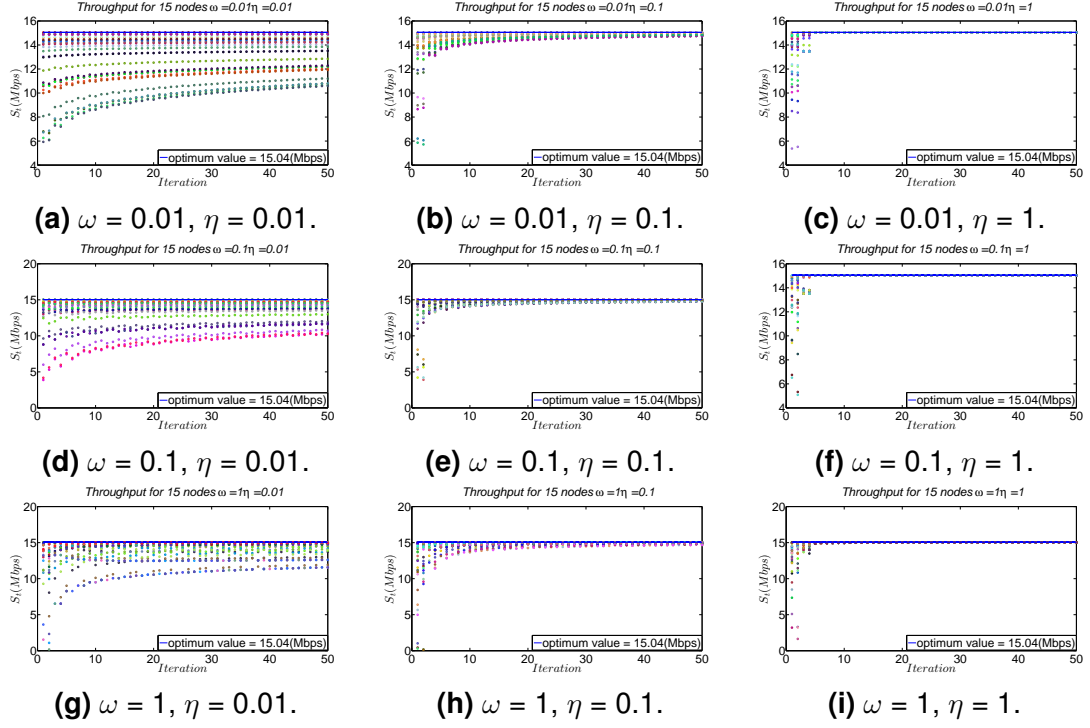 Throughput for 15 nodes ω =0.01η =0.01
Throughput for 15 nodes ω =0.01η =0.1
Throughput for 15 nodes ω =0.01η =1
16
14
12
10
8
6
4
0 10 20 30 40 50
S_t(Mbps)
Iteration
optimum value = 15.04(Mbps)
16
14
12
10
8
6
4
0 10 20 30 40 50
S_t(Mbps)
Iteration
optimum value = 15.04(Mbps)
16
14
12
10
8
6
4
0 10 20 30 40 50
S_t(Mbps)
Iteration
optimum value = 15.04(Mbps)
(a) ω = 0.01, η = 0.01.
(b) ω = 0.01, η = 0.1.
(c) ω = 0.01, η = 1.
Throughput for 15 nodes ω =0.1η =0.01
Throughput for 15 nodes ω =0.1η =0.1
Throughput for 15 nodes ω =0.1η =1
20
15
10
5
0
0 10 20 30 40 50
S_t(Mbps)
Iteration
optimum value = 15.04(Mbps)
20
15
10
5
0
0 10 20 30 40 50
S_t(Mbps)
Iteration
optimum value = 15.04(Mbps)
16
14
12
10
8
6
4
0 10 20 30 40 50
S_t(Mbps)
Iteration
optimum value = 15.04(Mbps)
(d) ω = 0.1, η = 0.01.
(e) ω = 0.1, η = 0.1.
(f) ω = 0.1, η = 1.
Throughput for 15 nodes ω =1η =0.01
Throughput for 15 nodes ω =1η =0.1
Throughput for 15 nodes ω =1η =1
20
15
10
5
0
0 10 20 30 40 50
S_t(Mbps)
Iteration
optimum value = 15.04(Mbps)
20
15
10
5
0
0 10 20 30 40 50
S_t(Mbps)
Iteration
optimum value = 15.04(Mbps)
20
15
10
5
0
0 10 20 30 40 50
S_t(Mbps)
Iteration
optimum value = 15.04(Mbps)
(g) ω = 1, η = 0.01.
(h) ω = 1, η = 0.1.
(i) ω = 1, η = 1.